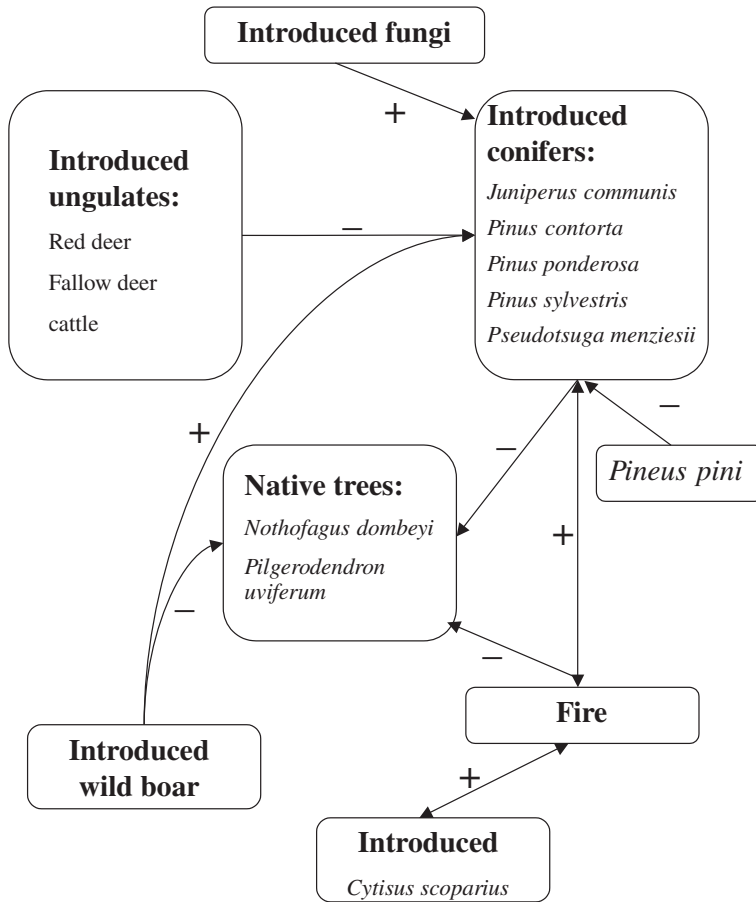 Introduced fungi
+
Introduced
conifers:
Juniperus communis
Pinus contorta
Pinus ponderosa
Pinus sylvestris
Pseudotsuga menziesii
Introduced
ungulates:
Red deer
Fallow deer
cattle
−
+
−
−
Pineus pini
Native trees:
Nothofagus dombeyi
Pilgerodendron
uviferum
+
−
−
Fire
Introduced
wild boar
+
Introduced
Cytisus scoparius